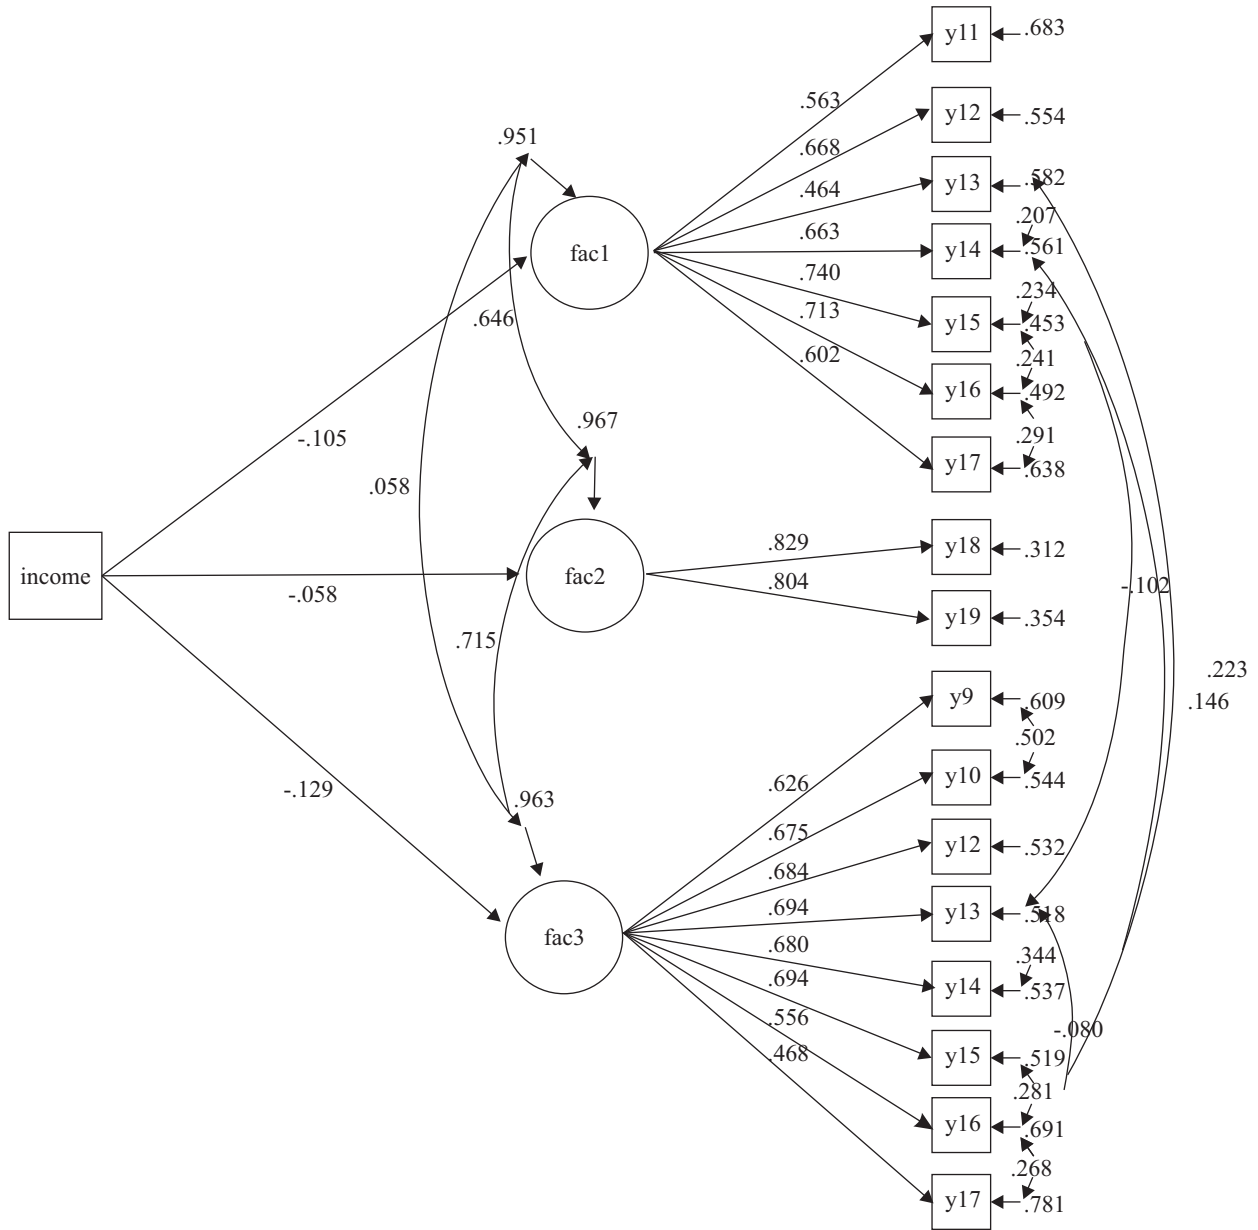 y11
.683
.563
y12
.554
.951
.668
y13
.582
.464
.207
.663
y14
.561
fac1
.740
.234
.713
y15
.453
.646
.602
.241
y16
.492
.967
-.105
.291
y17
.638
.058
.829
y18
.312
income
fac2
.804
-.102
-.058
y19
.354
.715
.223
y9
.609
.146
.502
.626
y10
.544
-.129
.963
.675
y12
.532
.684
.694
y13
.518
fac3
.680
.344
.694
y14
.537
.556
-.080
.468
y15
.519
.281
y16
.691
.268
y17
.781